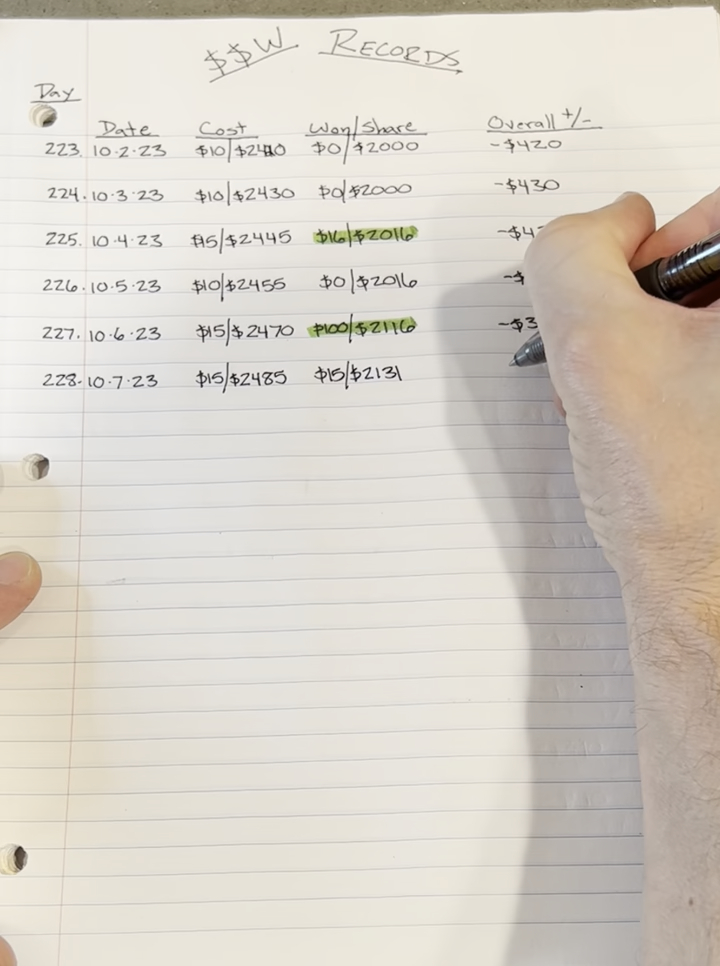 $$W RECORDS
Day
Date Cost Won/Share Overall +/-
223. 10.2.23 $10/ $0/$2000 -$420
224. 10.3.23 $10/$2430 $0/$2000 -$430
225. 10.4.23 $15/$2445 $16/$2016 -$4
226. 10.5.23 $10/$2455 $0/$2016 -$
227. 10.6.23 $15/$2470 $100/$2116 -$3
228. 10.7.23 $15/$2485 $15/$2131